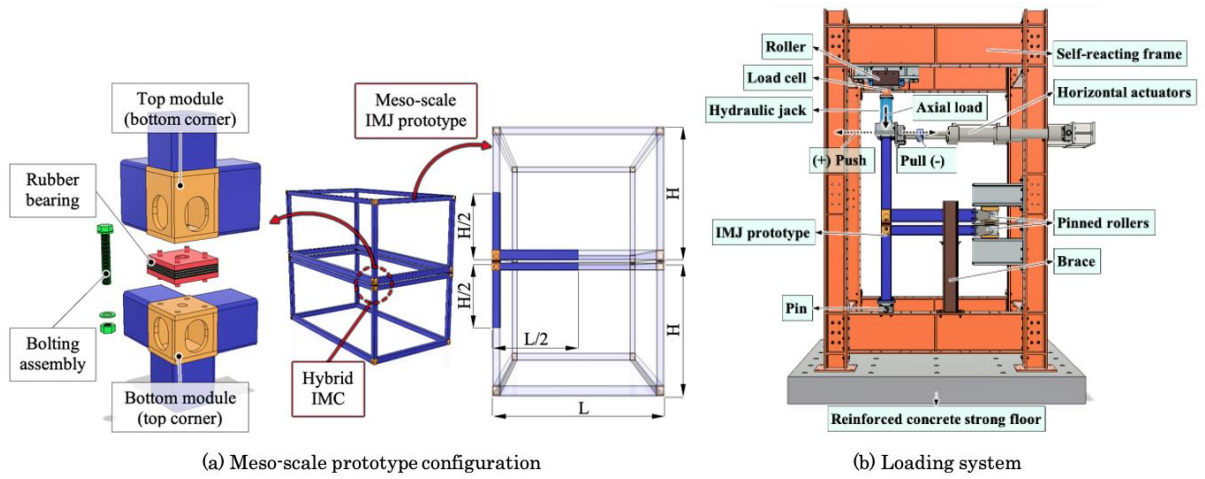 Top module
(bottom corner)
Rubber
bearing
Bolting
assembly
Bottom module
(top corner)
Meso-scale
IMJ prototype
Hybrid
IMC
H/2
H/2
L/2
L
H
H
(a) Meso-scale prototype configuration
Roller
Load cell
Hydraulic jack
Axial load
(+) Push
Pull (-)
IMJ prototype
Pin
Self-reacting frame
Horizontal actuators
Pinned rollers
Brace
Reinforced concrete strong floor
(b) Loading system